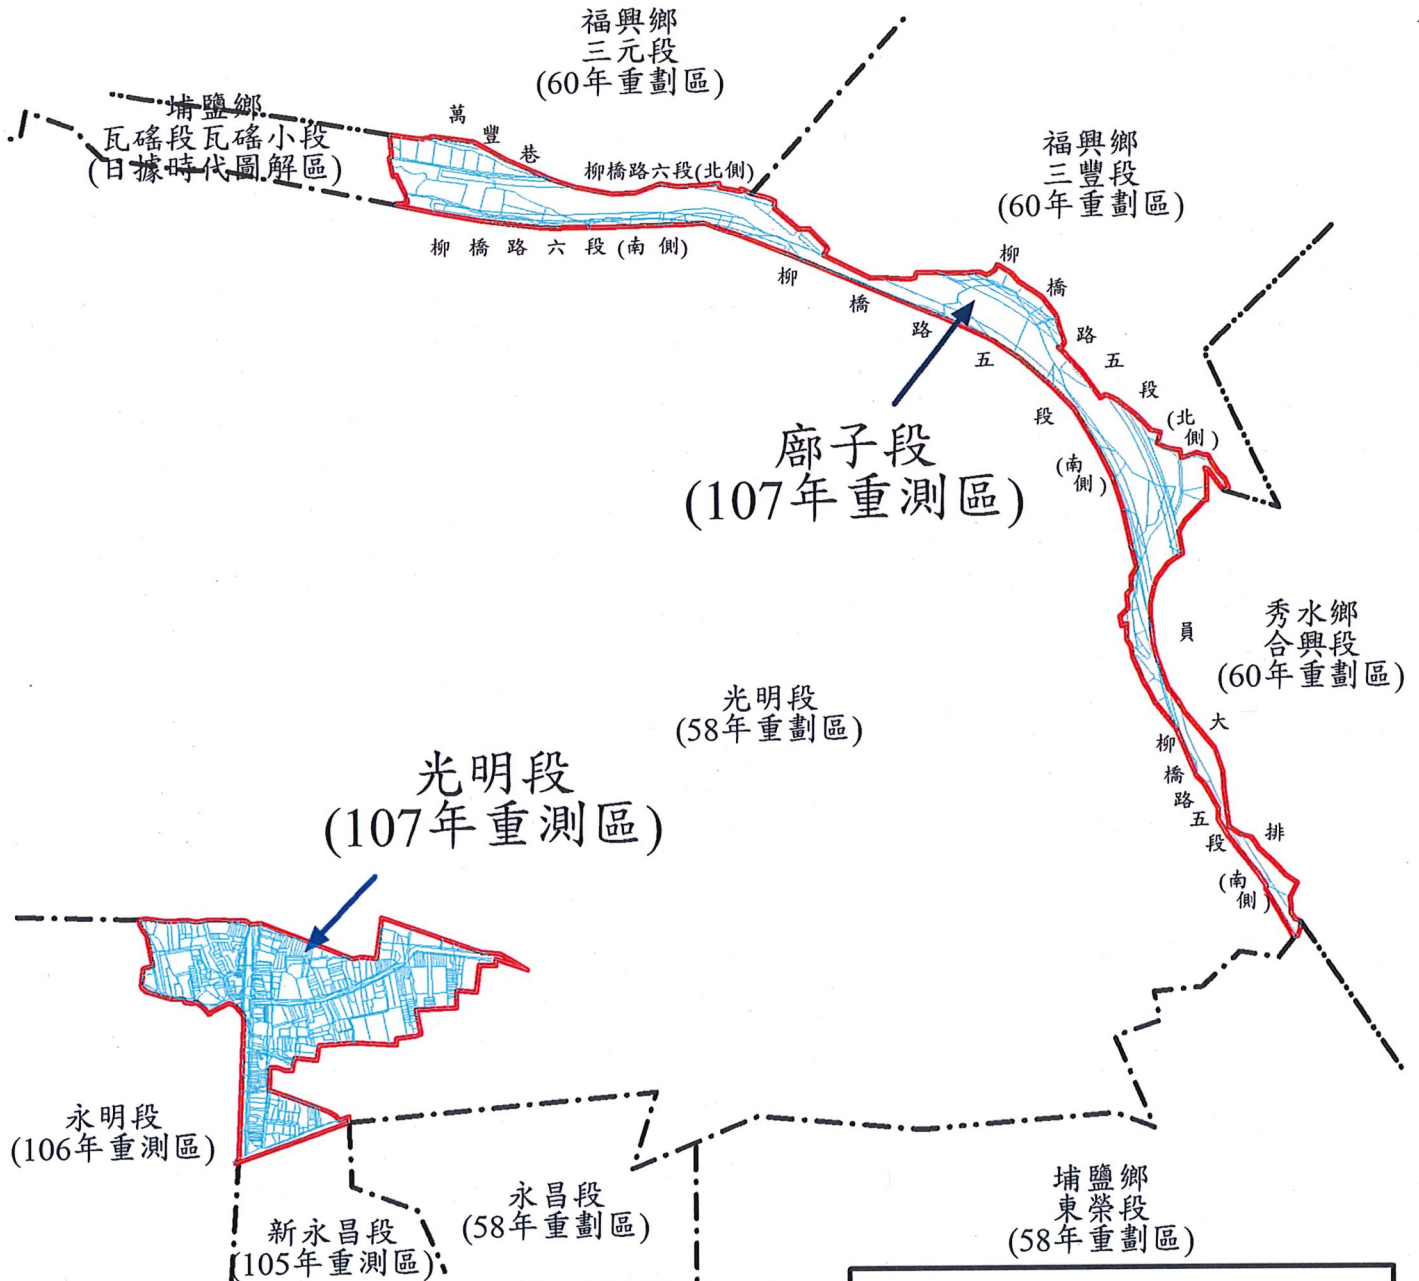 福興鄉
三元段
(60年重劃區)
埔鹽鄉
瓦磘段瓦磘小段
(日據時代圖解區)
萬豐巷
柳橋路六段(北側)
福興鄉
三豐段
(60年重劃區)
柳橋路六段(南側)
柳橋路五段(北側)
柳橋路五段(南側)
廍子段
(107年重測區)
秀水鄉
合興段
(60年重劃區)
員大排
光明段
(58年重劃區)
柳橋路五段(南側)
光明段
(107年重測區)
永明段
(106年重測區)
新永昌段
(105年重測區)
永昌段
(58年重劃區)
埔鹽鄉
東榮段
(58年重劃區)